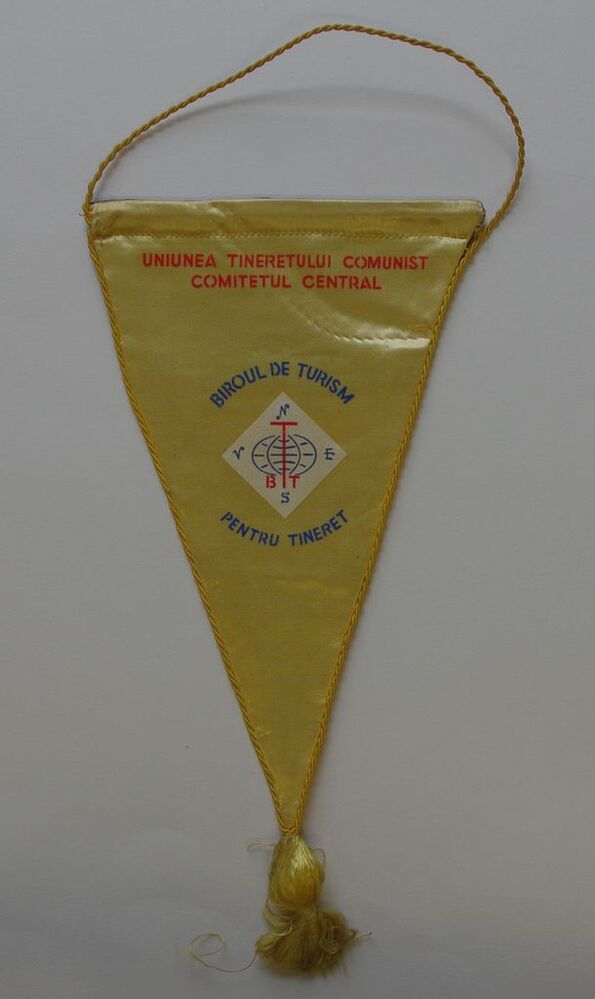 UNIUNEA TINERETULUI COMUNIST
COMITETUL CENTRAL
BIROUL DE TURISM
N
V E
B T
S
PENTRU TINERET